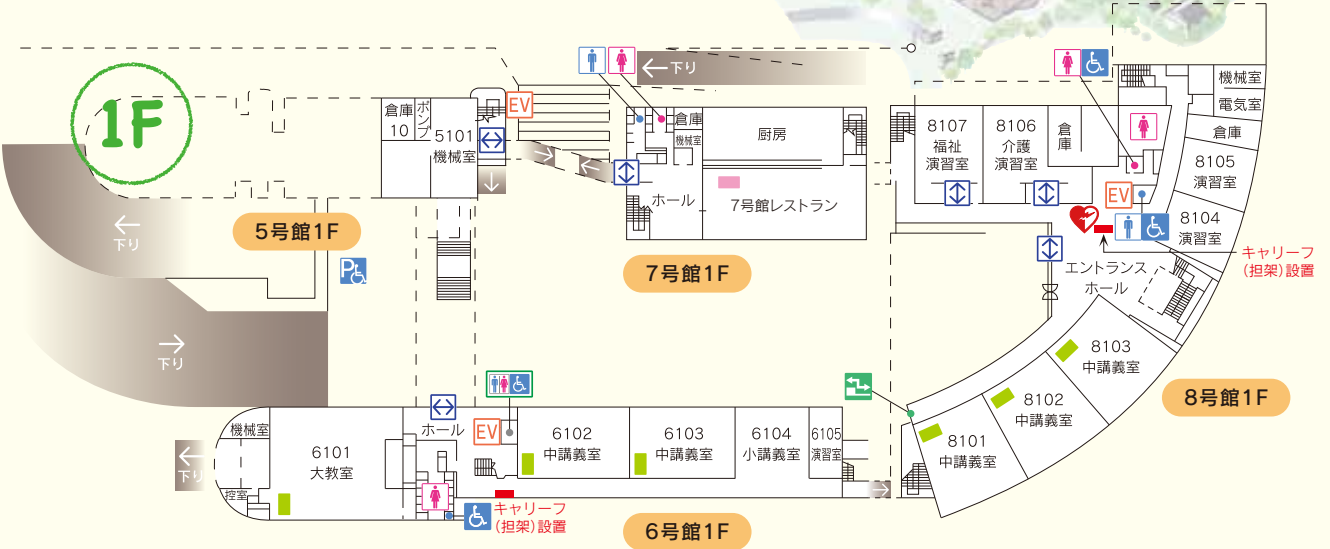 1F
下り
機械室
電気室
倉庫
10
ポンプ
5101
機械室
EV
倉庫
機械室
厨房
8107
福祉
演習室
8106
介護
演習室
倉庫
倉庫
8105
演習室
ホール
7号館レストラン
EV
8104
演習室
下り
5号館1F
P
7号館1F
エントランス
ホール
キャリーフ
(担架)設置
下り
8103
中講義室
8102
中講義室
8号館1F
8101
中講義室
機械室
6101
大教室
ホール
EV
6102
中講義室
6103
中講義室
6104
小講義室
6105
演習室
下り
控室
キャリーフ
(担架)設置
6号館1F